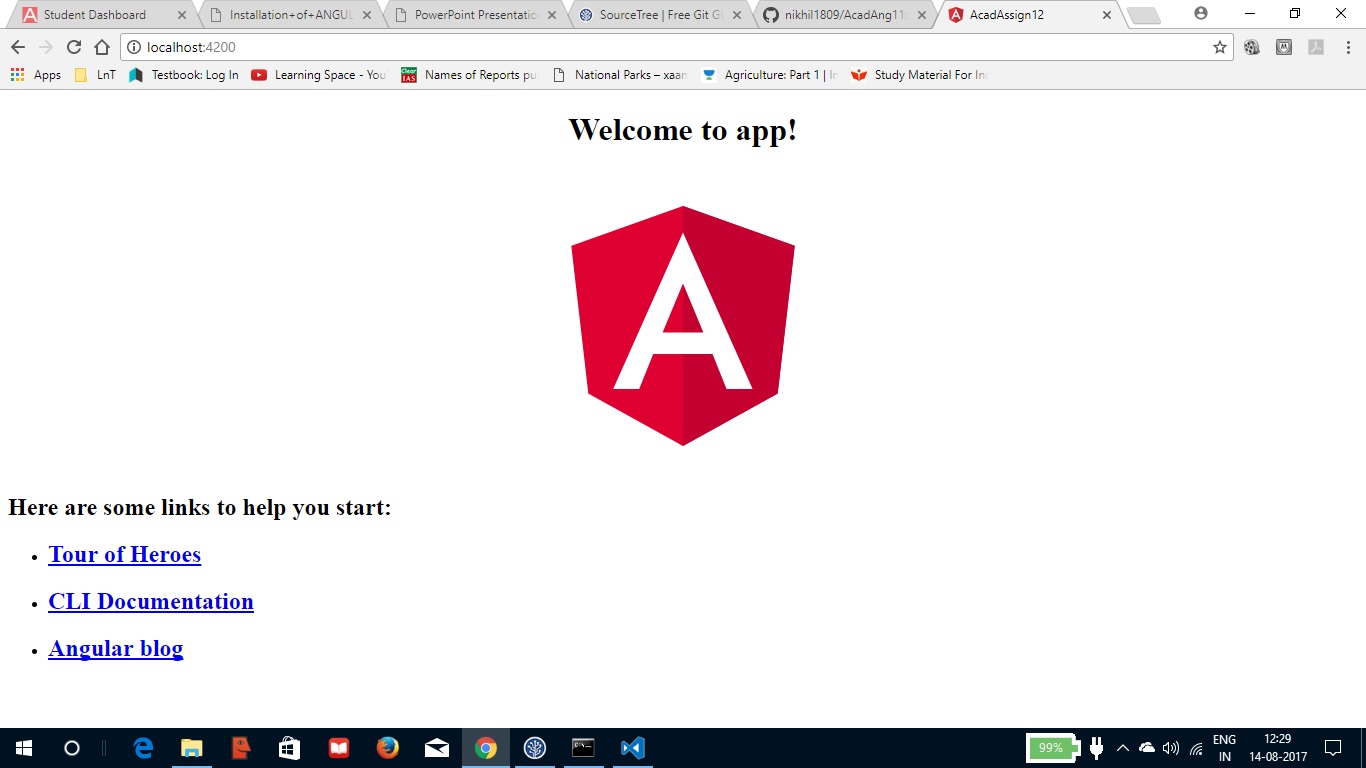 Student Dashboard
Installation+of+ANGUL
PowerPoint Presentatio
SourceTree | Free Git GU
nikhil1809/AcadAng11
AcadAssign12
localhost:4200
Apps
LnT
Testbook: Log In
Learning Space - You
Names of Reports pu
National Parks – xaam
Agriculture: Part 1 | In
Study Material For Ind
Welcome to app!
Here are some links to help you start:
• Tour of Heroes
• CLI Documentation
• Angular blog
99%
ENG
IN
12:29
14-08-2017